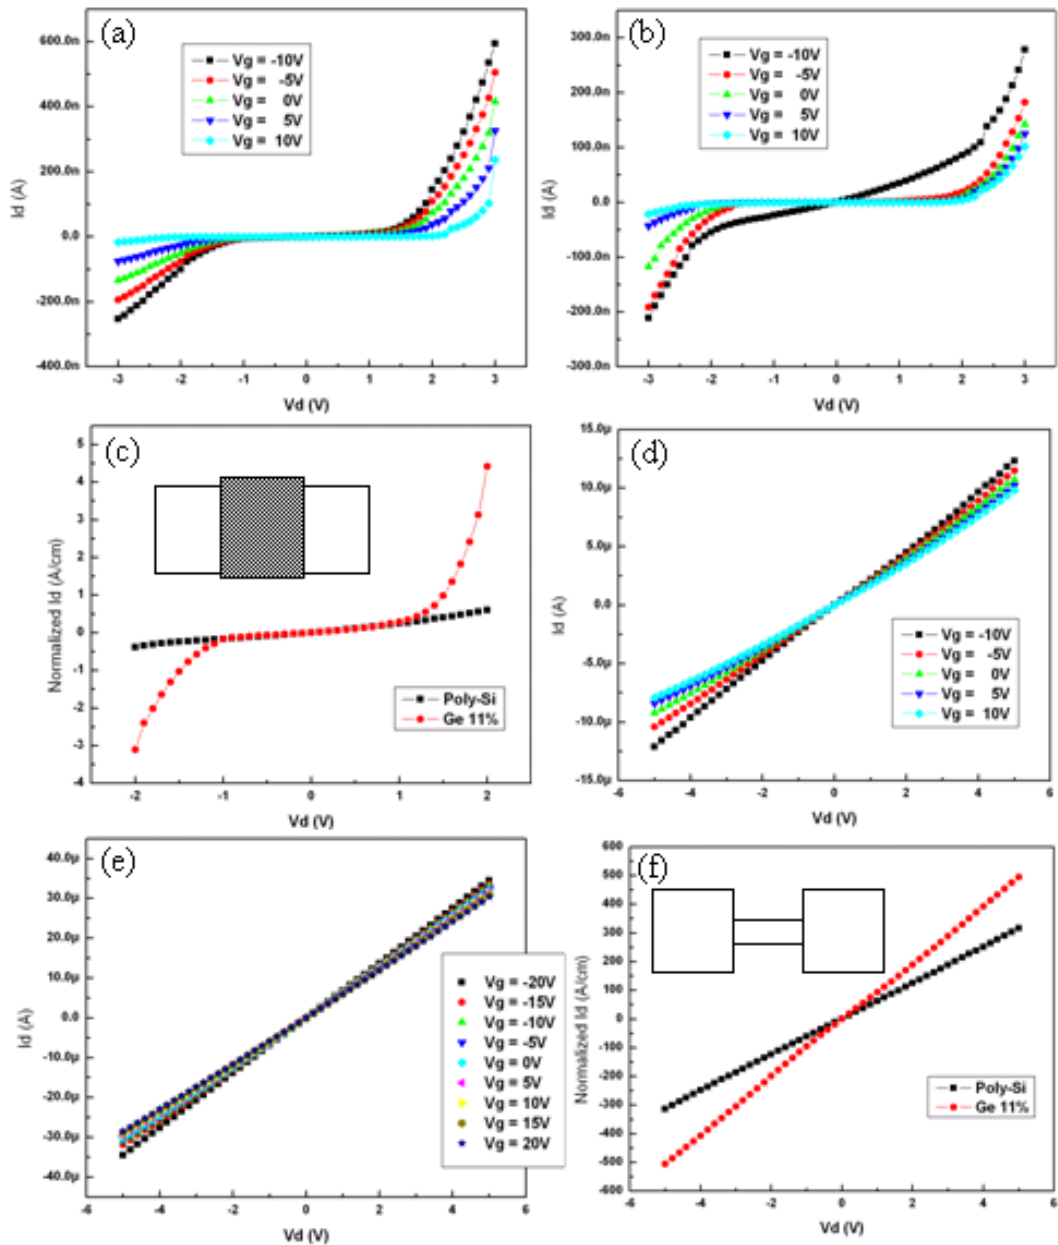 (a)
600.0n
400.0n
200.0n
0.0
-200.0n
-400.0n
Id (A)
Vg = -10V
Vg = -5V
Vg = 0V
Vg = 5V
Vg = 10V
-3 -2 -1 0 1 2 3
Vd (V)
(b)
300.0n
200.0n
100.0n
0.0
-100.0n
-200.0n
-300.0n
Id (A)
Vg = -10V
Vg = -5V
Vg = 0V
Vg = 5V
Vg = 10V
-3 -2 -1 0 1 2 3
Vd (V)
(c)
5
4
3
2
1
0
-1
-2
-3
-4
Normalized Id (A/cm)
Poly-Si
Ge 11%
-2 -1 0 1 2
Vd (V)
(d)
15.0μ
10.0μ
5.0μ
0.0
-5.0μ
-10.0μ
-15.0μ
Id (A)
Vg = -10V
Vg = -5V
Vg = 0V
Vg = 5V
Vg = 10V
-6 -4 -2 0 2 4 6
Vd (V)
(e)
40.0μ
30.0μ
20.0μ
10.0μ
0.0
-10.0μ
-20.0μ
-30.0μ
-40.0μ
Id (A)
Vg = -20V
Vg = -15V
Vg = -10V
Vg = -5V
Vg = 0V
Vg = 5V
Vg = 10V
Vg = 15V
Vg = 20V
-6 -4 -2 0 2 4 6
Vd (V)
(f)
600
500
400
300
200
100
0
-100
-200
-300
-400
-500
-600
Normalized Id (A/cm)
Poly-Si
Ge 11%
-6 -4 -2 0 2 4 6
Vd (V)